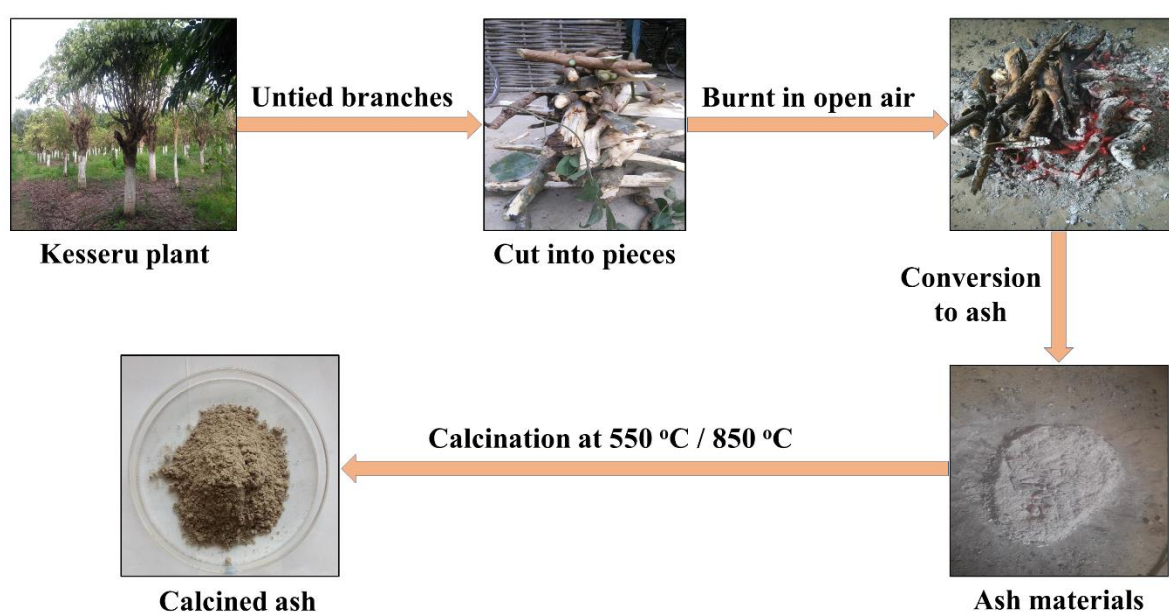 Untied branches
Burnt in open air
Kesseru plant
Cut into pieces
Conversion
to ash
Calcination at 550 ºC / 850 ºC
Calcined ash
Ash materials